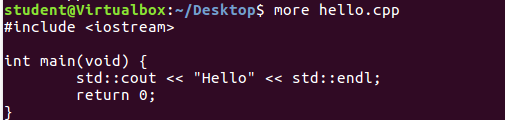 student@Virtualbox:~/Desktop$ more hello.cpp
#include <iostream>

int main(void) {
        std::cout << "Hello" << std::endl;
        return 0;
}